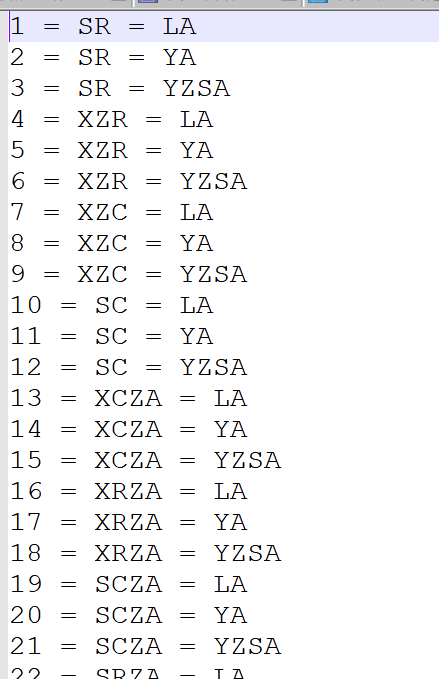 1 = SR = LA
2 = SR = YA
3 = SR = YZSA
4 = XZR = LA
5 = XZR = YA
6 = XZR = YZSA
7 = XZC = LA
8 = XZC = YA
9 = XZC = YZSA
10 = SC = LA
11 = SC = YA
12 = SC = YZSA
13 = XCZA = LA
14 = XCZA = YA
15 = XCZA = YZSA
16 = XRZA = LA
17 = XRZA = YA
18 = XRZA = YZSA
19 = SCZA = LA
20 = SCZA = YA
21 = SCZA = YZSA
22 = SRZA = LA